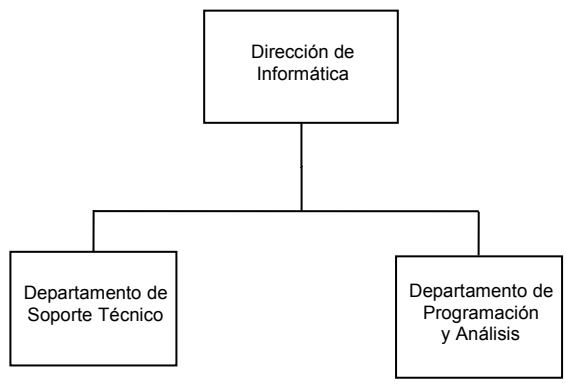 Dirección de
Informática
Departamento de
Soporte Técnico
Departamento de
Programación
y Análisis